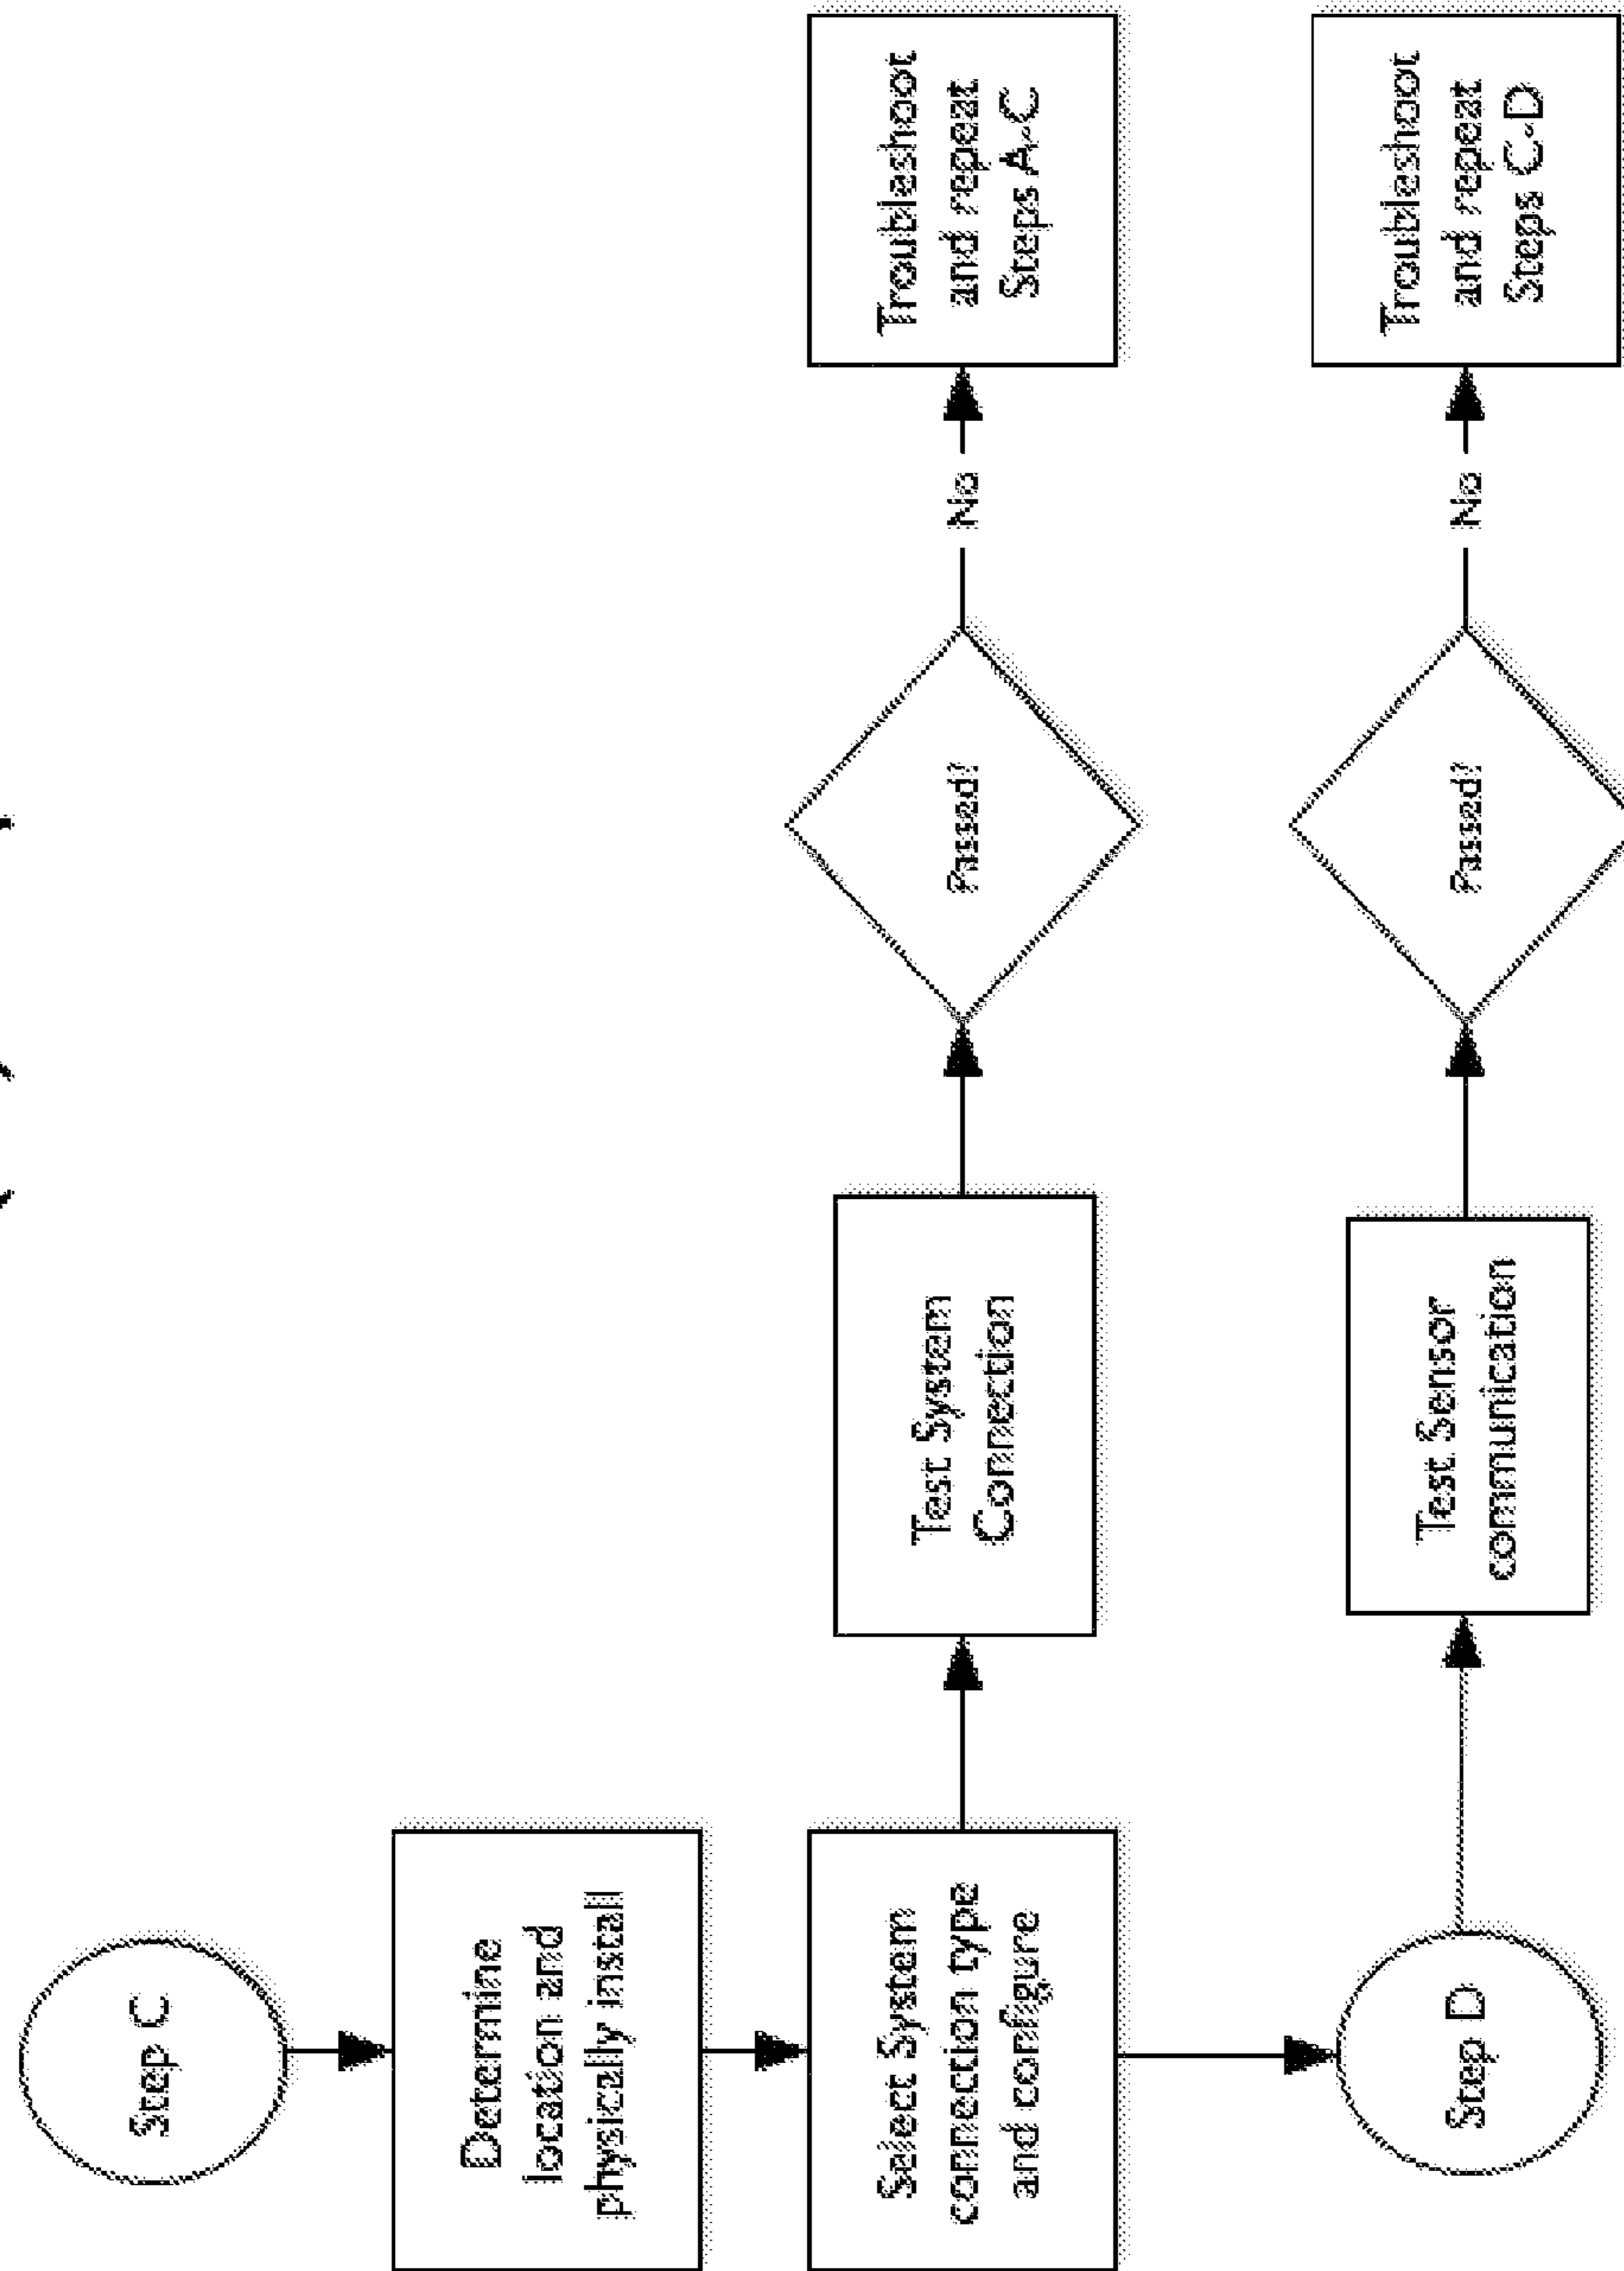 Step C
Determine
location and
physically install
Select System
connection type
and configure
Test System
Connection
Passed?
No
Troubleshoot
and repeat
Steps A-C
Step D
Test Sensor
communication
Passed?
No
Troubleshoot
and repeat
Steps C-D